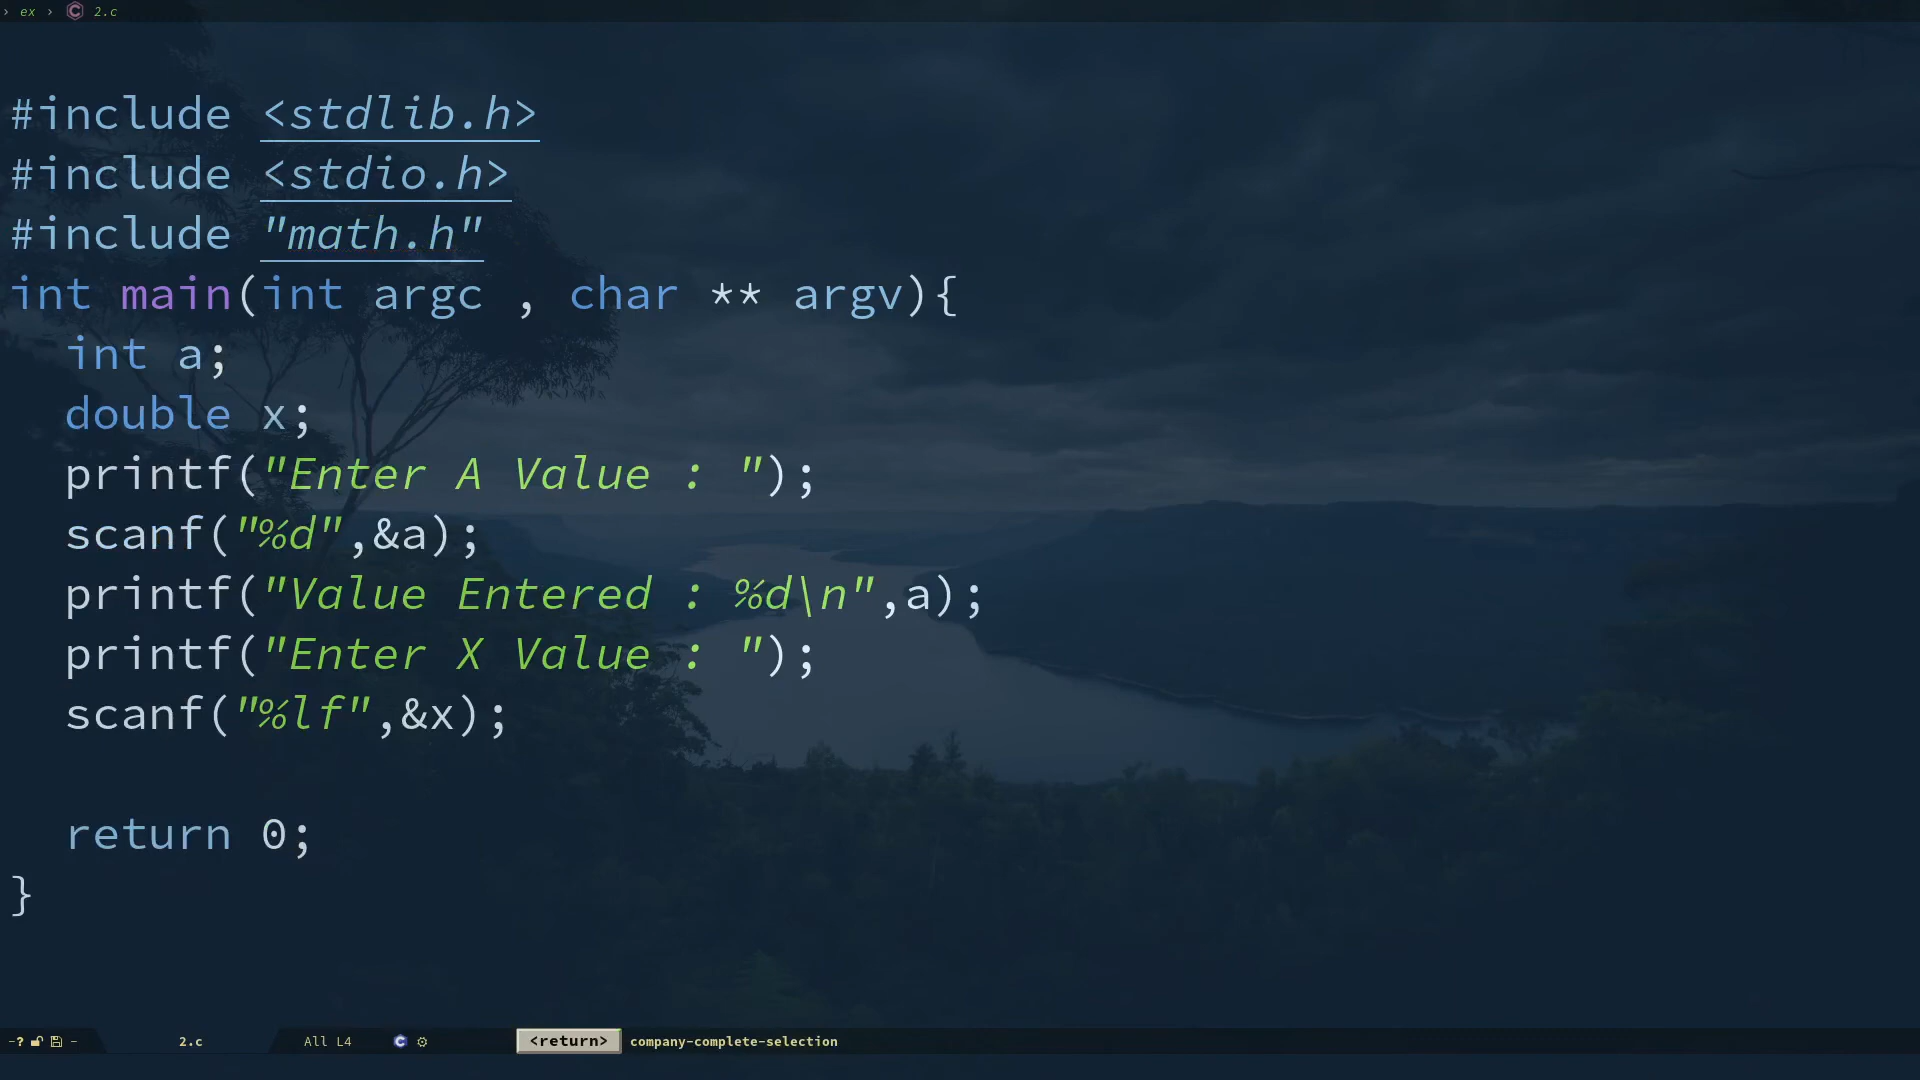 › ex › C 2.c
#include <stdlib.h>
#include <stdio.h>
#include "math.h"
int main(int argc , char ** argv){
  int a;
  double x;
  printf("Enter A Value : ");
  scanf("%d",&a);
  printf("Value Entered : %d\n",a);
  printf("Enter X Value : ");
  scanf("%lf",&x);
  return 0;
}
-? - 2.c All L4 C <return> company-complete-selection